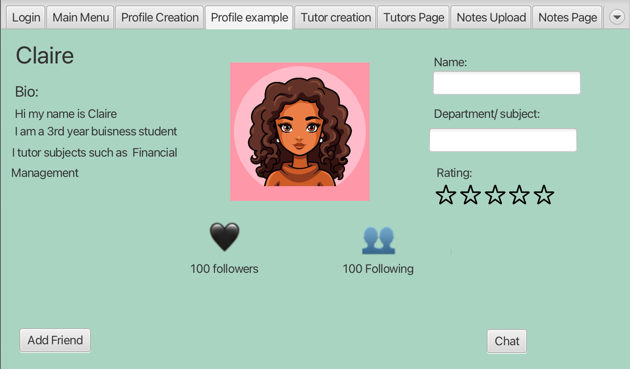 Login
Main Menu
Profile Creation
Profile example
Tutor creation
Tutors Page
Notes Upload
Notes Page
Claire
Bio:
Hi my name is Claire
I am a 3rd year buisness student
I tutor subjects such as Financial
Management
Name:
Department/ subject:
Rating:
100 followers
100 Following
Add Friend
Chat